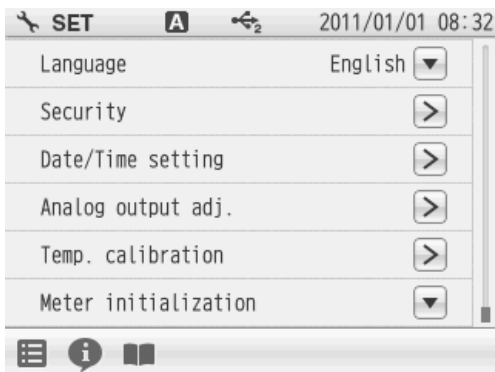 SET A 2 2011/01/01 08:32
Language English
Security
Date/Time setting
Analog output adj.
Temp. calibration
Meter initialization